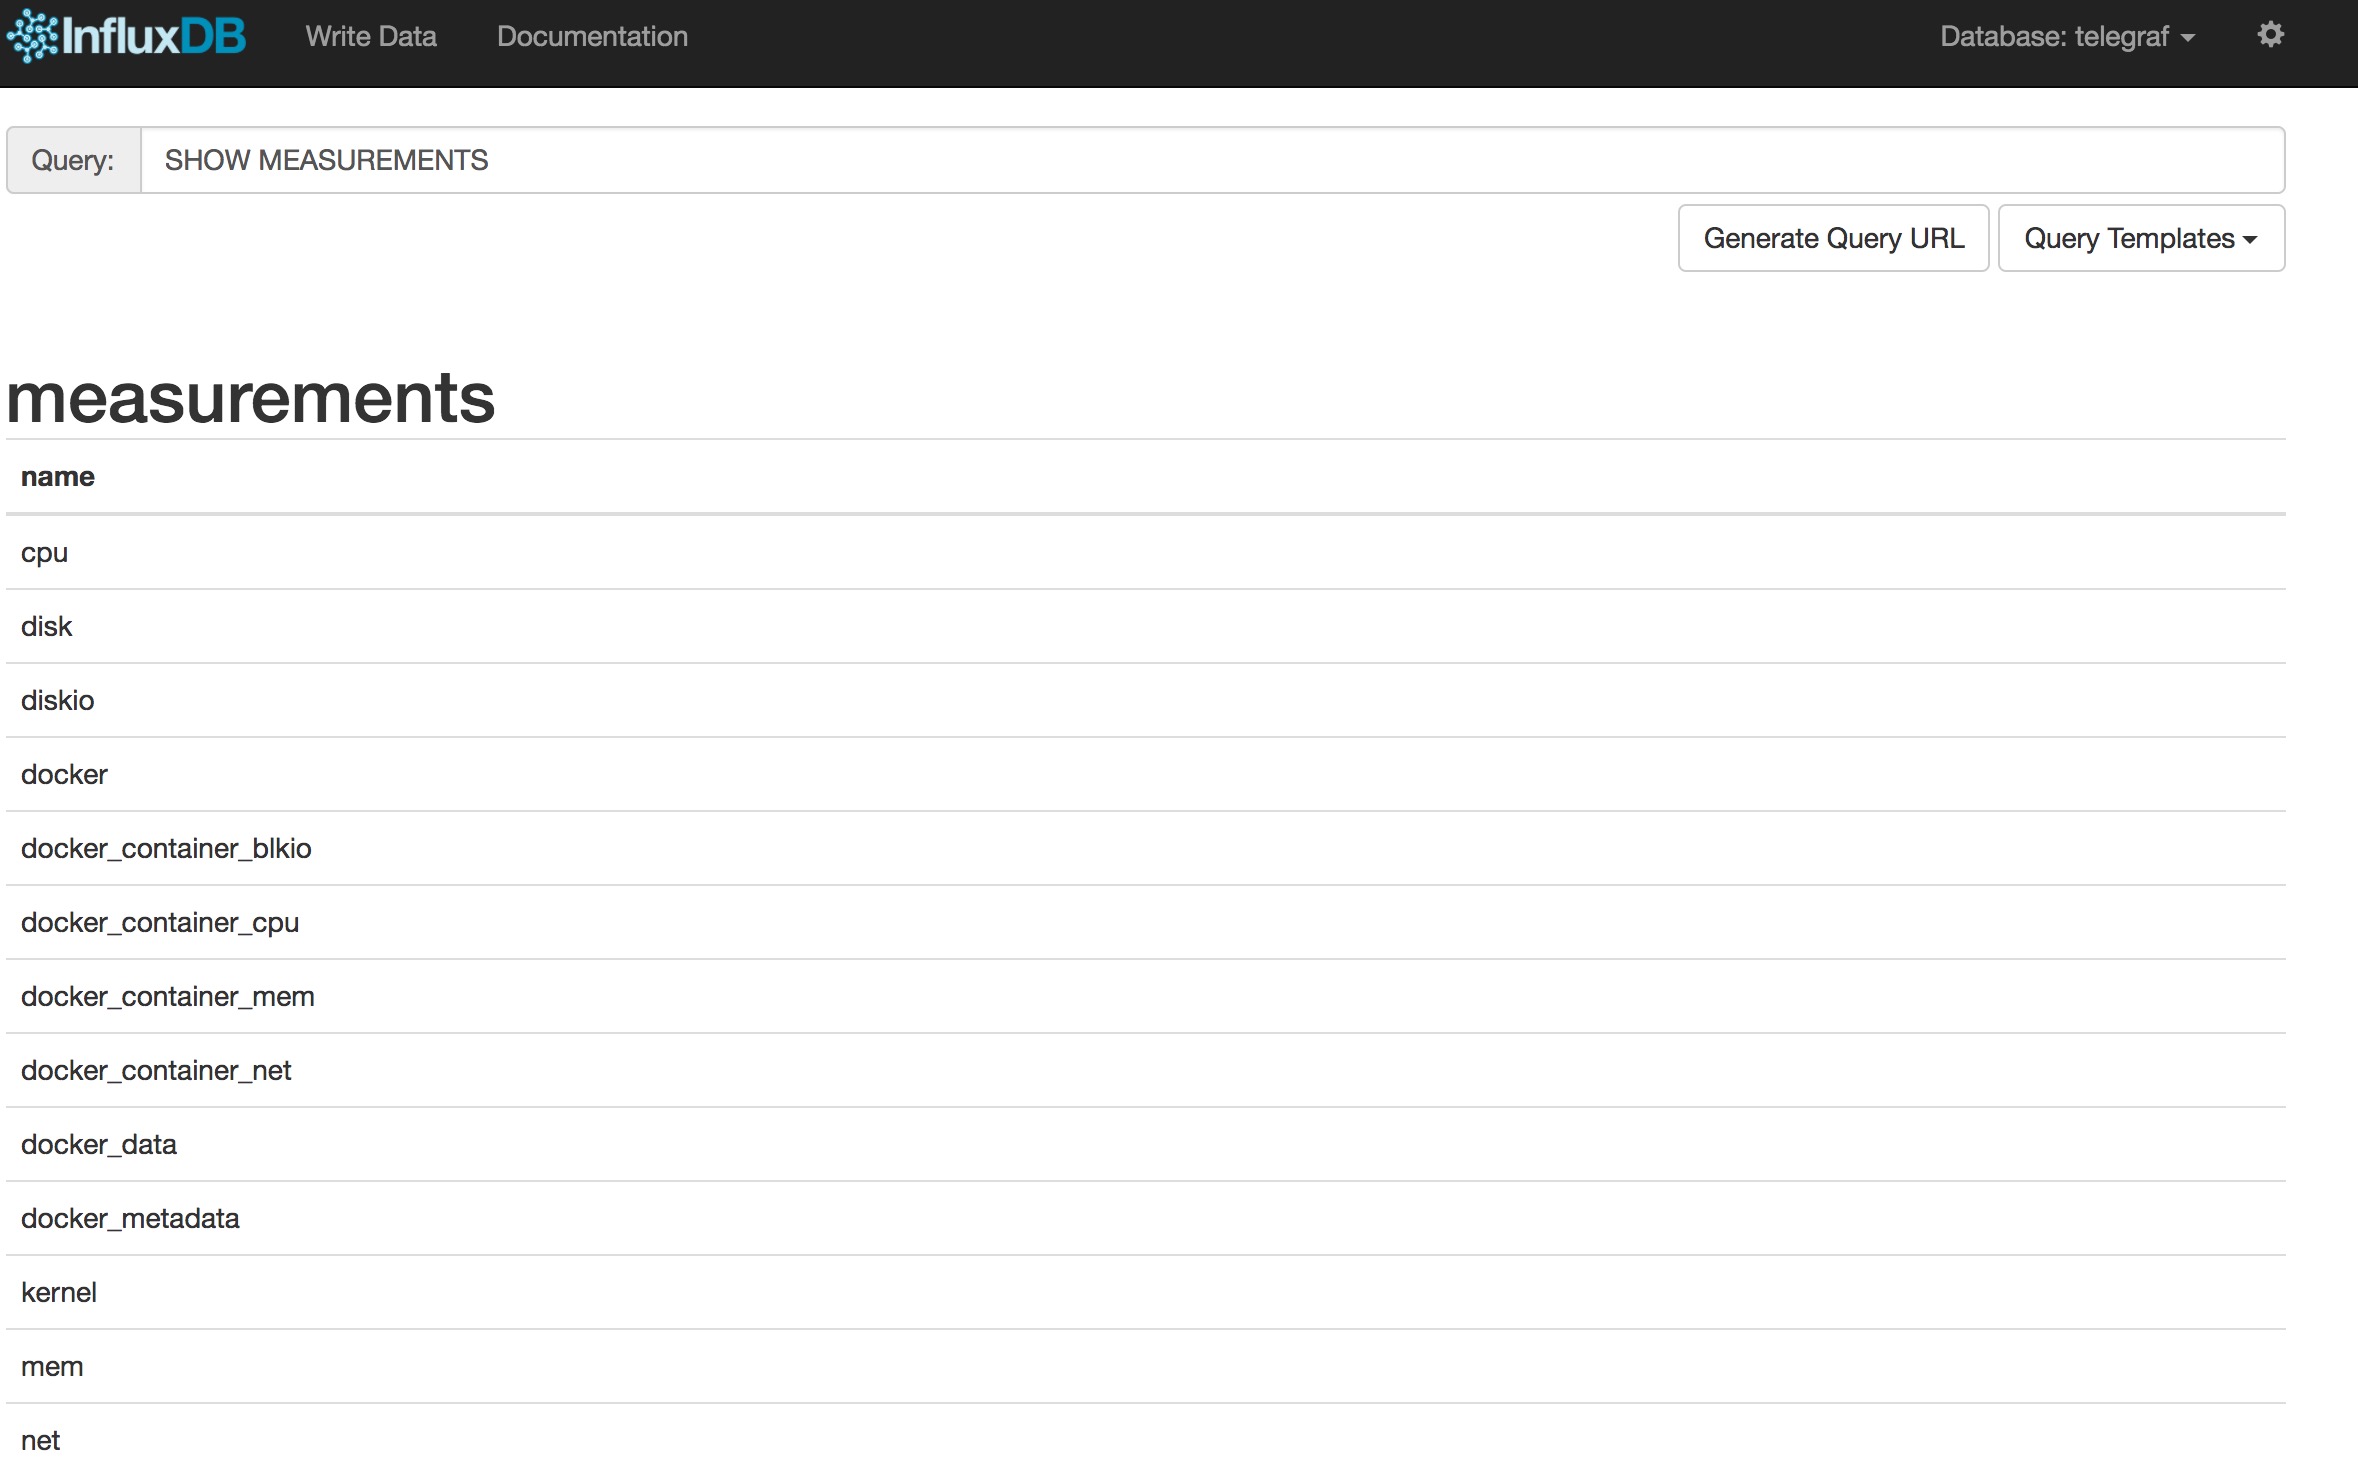 InfluxDB Write Data Documentation Database: telegraf
Query: SHOW MEASUREMENTS
Generate Query URL Query Templates
measurements
name
cpu
disk
diskio
docker
docker_container_blkio
docker_container_cpu
docker_container_mem
docker_container_net
docker_data
docker_metadata
kernel
mem
net